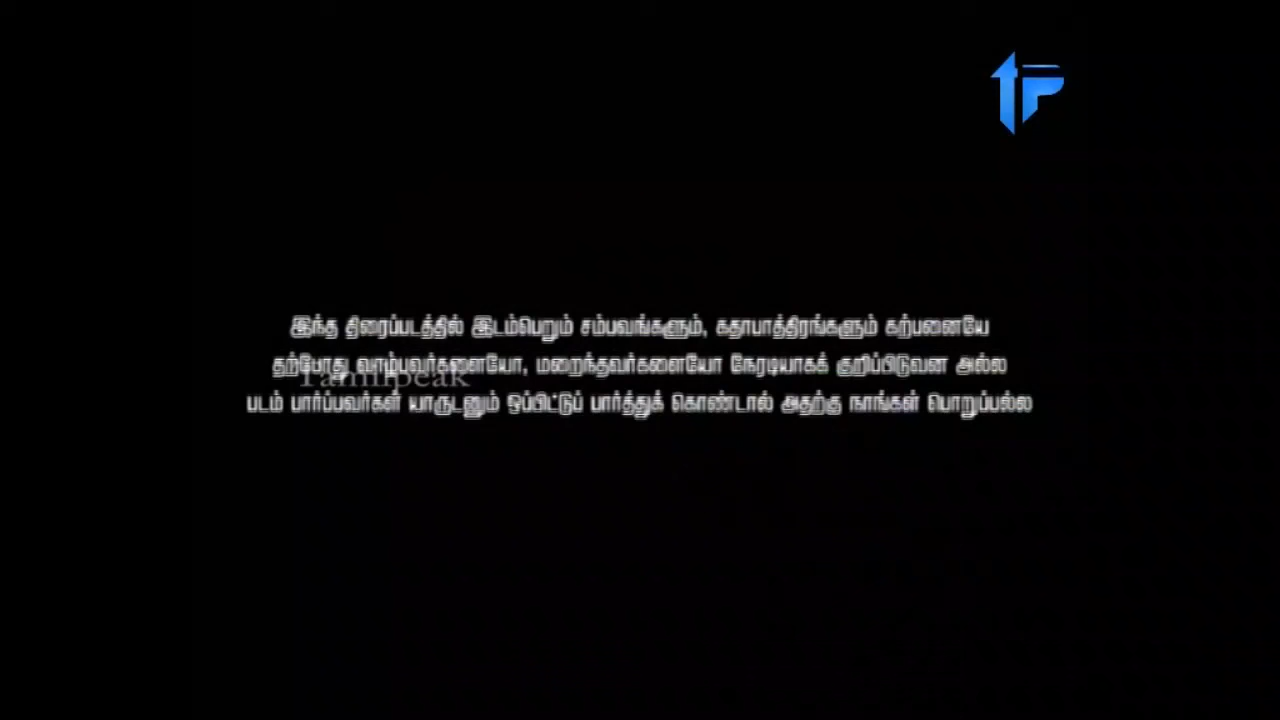 இந்த திரைப்படத்தில் இடம்பெறும் சம்பவங்களும், கதாபாத்திரங்களும் கற்பனையே
தற்போது வாழ்பவர்களையோ, மறைந்தவர்களையோ நேரடியாகக் குறிப்பிடுவன அல்ல
Tamilpeak
படம் பார்ப்பவர்கள் யாருடனும் ஒப்பிட்டுப் பார்த்துக் கொண்டால் அதற்கு நாங்கள் பொறுப்பல்ல